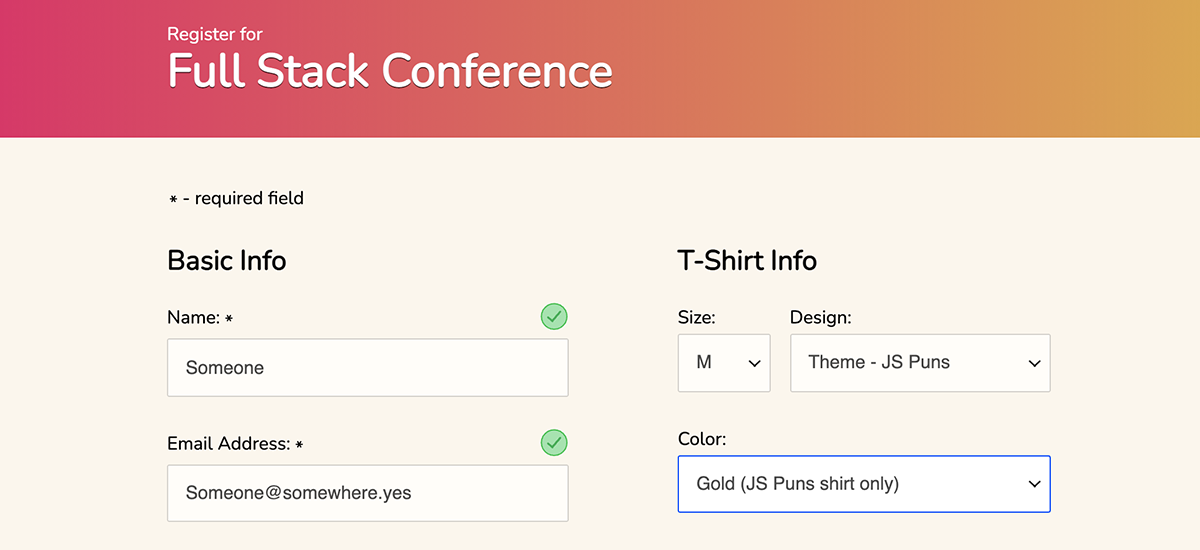 Register for
Full Stack Conference
* - required field
Basic Info
Name: *
Someone
Email Address: *
Someone@somewhere.yes
T-Shirt Info
Size:
M
Design:
Theme - JS Puns
Color:
Gold (JS Puns shirt only)